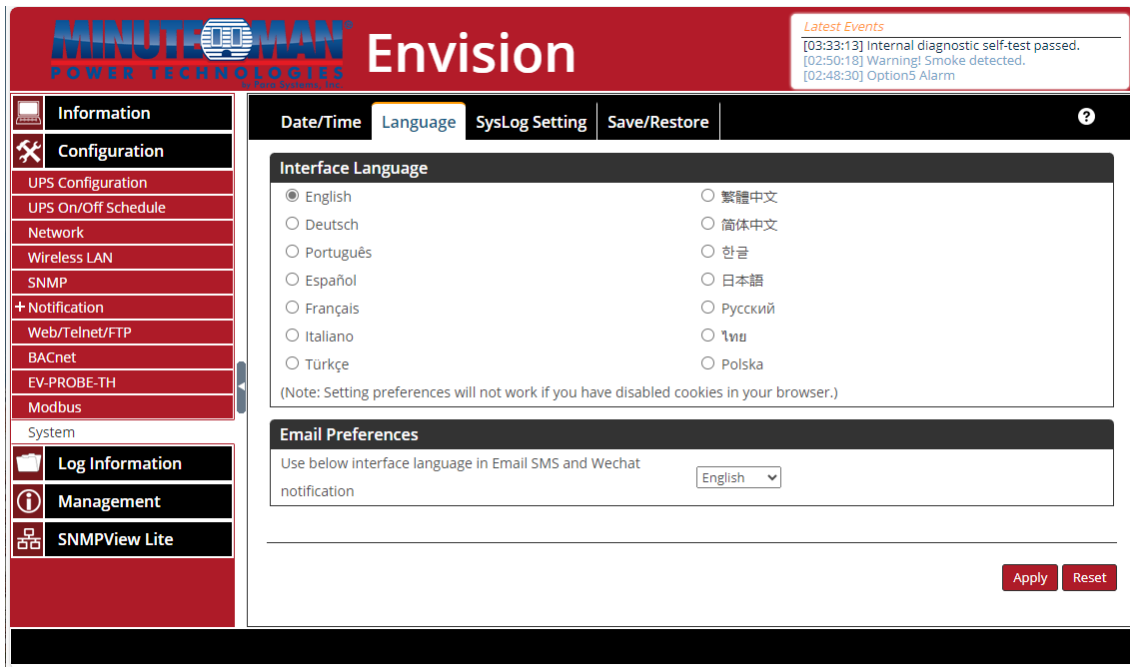 MINUTEMAN®
POWER TECHNOLOGIES
by Para Systems, Inc.
Envision
Latest Events
[03:33:13] Internal diagnostic self-test passed.
[02:50:18] Warning! Smoke detected.
[02:48:30] Option5 Alarm
Information
Configuration
UPS Configuration
UPS On/Off Schedule
Network
Wireless LAN
SNMP
+ Notification
Web/Telnet/FTP
BACnet
EV-PROBE-TH
Modbus
System
Log Information
Management
SNMPView Lite
Date/Time Language SysLog Setting Save/Restore ?
Interface Language
English 繁體中文
Deutsch 简体中文
Português 한글
Español 日本語
Français Русский
Italiano ไทย
Türkçe Polska
(Note: Setting preferences will not work if you have disabled cookies in your browser.)
Email Preferences
Use below interface language in Email SMS and Wechat
notification
English
Apply Reset